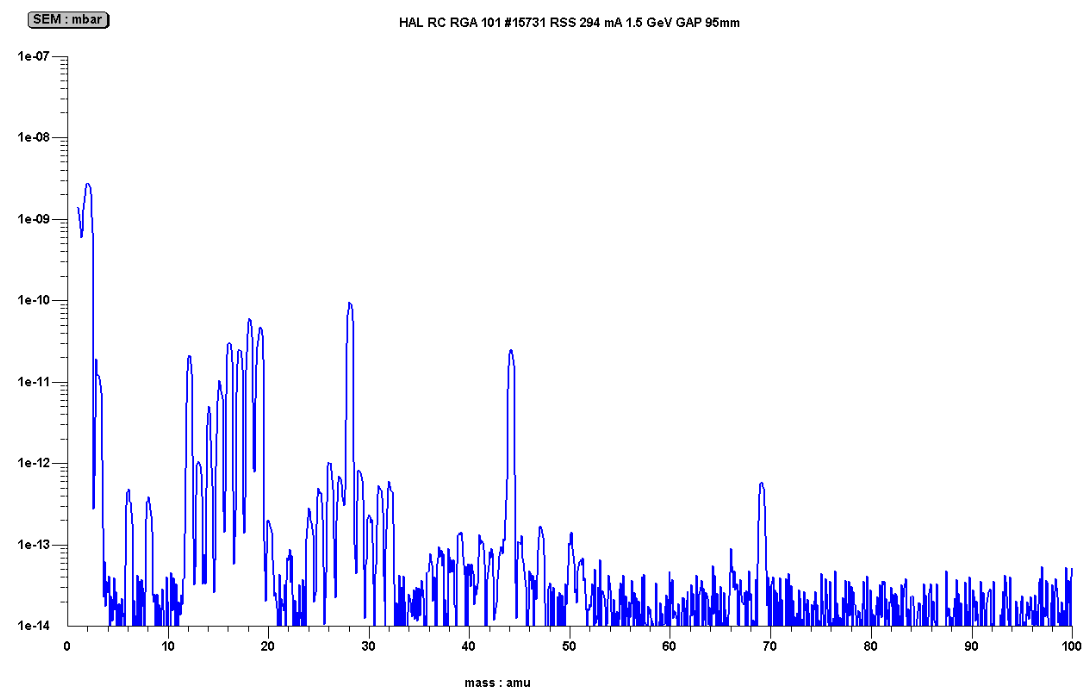 SEM : mbar
HAL RC RGA 101 #15731 RSS 294 mA 1.5 GeV GAP 95mm
1e-07
1e-08
1e-09
1e-10
1e-11
1e-12
1e-13
1e-14
0 10 20 30 40 50 60 70 80 90 100
mass : amu